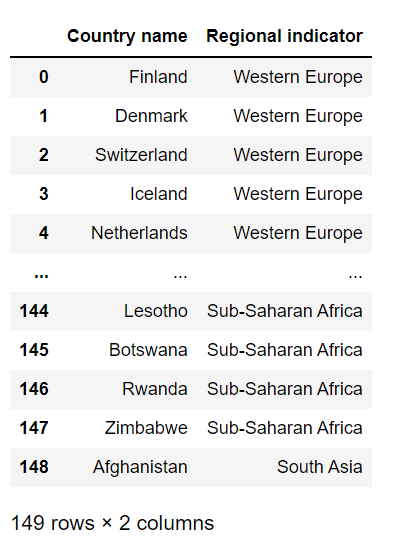 Country name Regional indicator
0 Finland Western Europe
1 Denmark Western Europe
2 Switzerland Western Europe
3 Iceland Western Europe
4 Netherlands Western Europe
... ... ...
144 Lesotho Sub-Saharan Africa
145 Botswana Sub-Saharan Africa
146 Rwanda Sub-Saharan Africa
147 Zimbabwe Sub-Saharan Africa
148 Afghanistan South Asia
149 rows × 2 columns